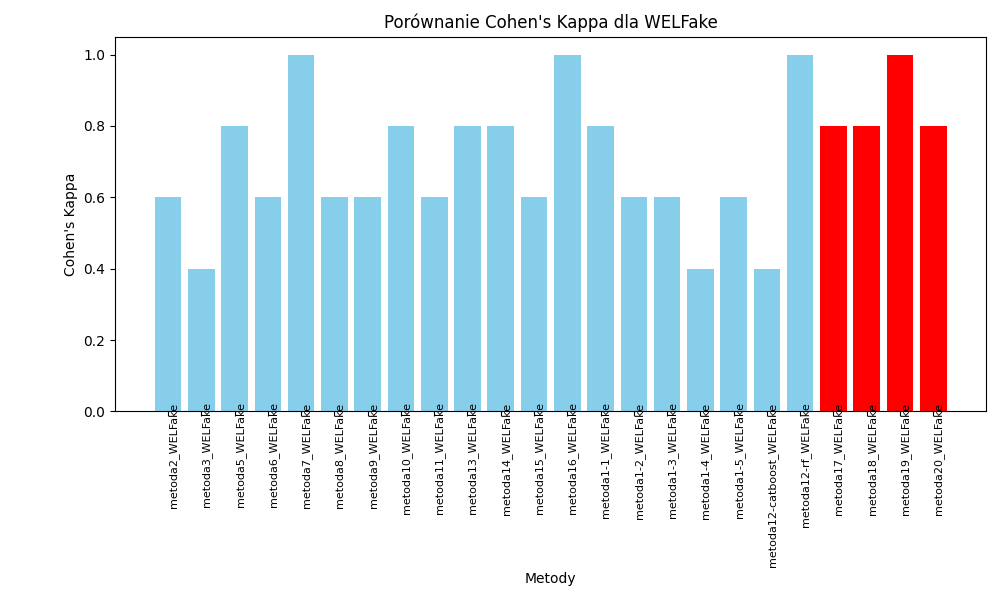 Porównanie Cohen's Kappa dla WELFake
Cohen's Kappa
1.0
0.8
0.6
0.4
0.2
0.0
metoda2_WELFake
metoda3_WELFake
metoda5_WELFake
metoda6_WELFake
metoda7_WELFake
metoda8_WELFake
metoda9_WELFake
metoda10_WELFake
metoda11_WELFake
metoda13_WELFake
metoda14_WELFake
metoda15_WELFake
metoda16_WELFake
metoda1-1_WELFake
metoda1-2_WELFake
metoda1-3_WELFake
metoda1-4_WELFake
metoda1-5_WELFake
metoda12-catboost_WELFake
metoda12-rf_WELFake
metoda17_WELFake
metoda18_WELFake
metoda19_WELFake
metoda20_WELFake
Metody